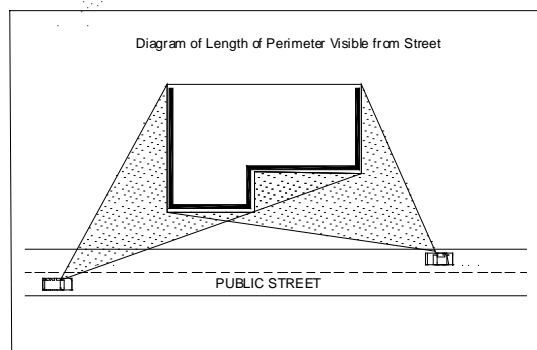 Diagram of Length of Perimeter Visible from Street
PUBLIC STREET